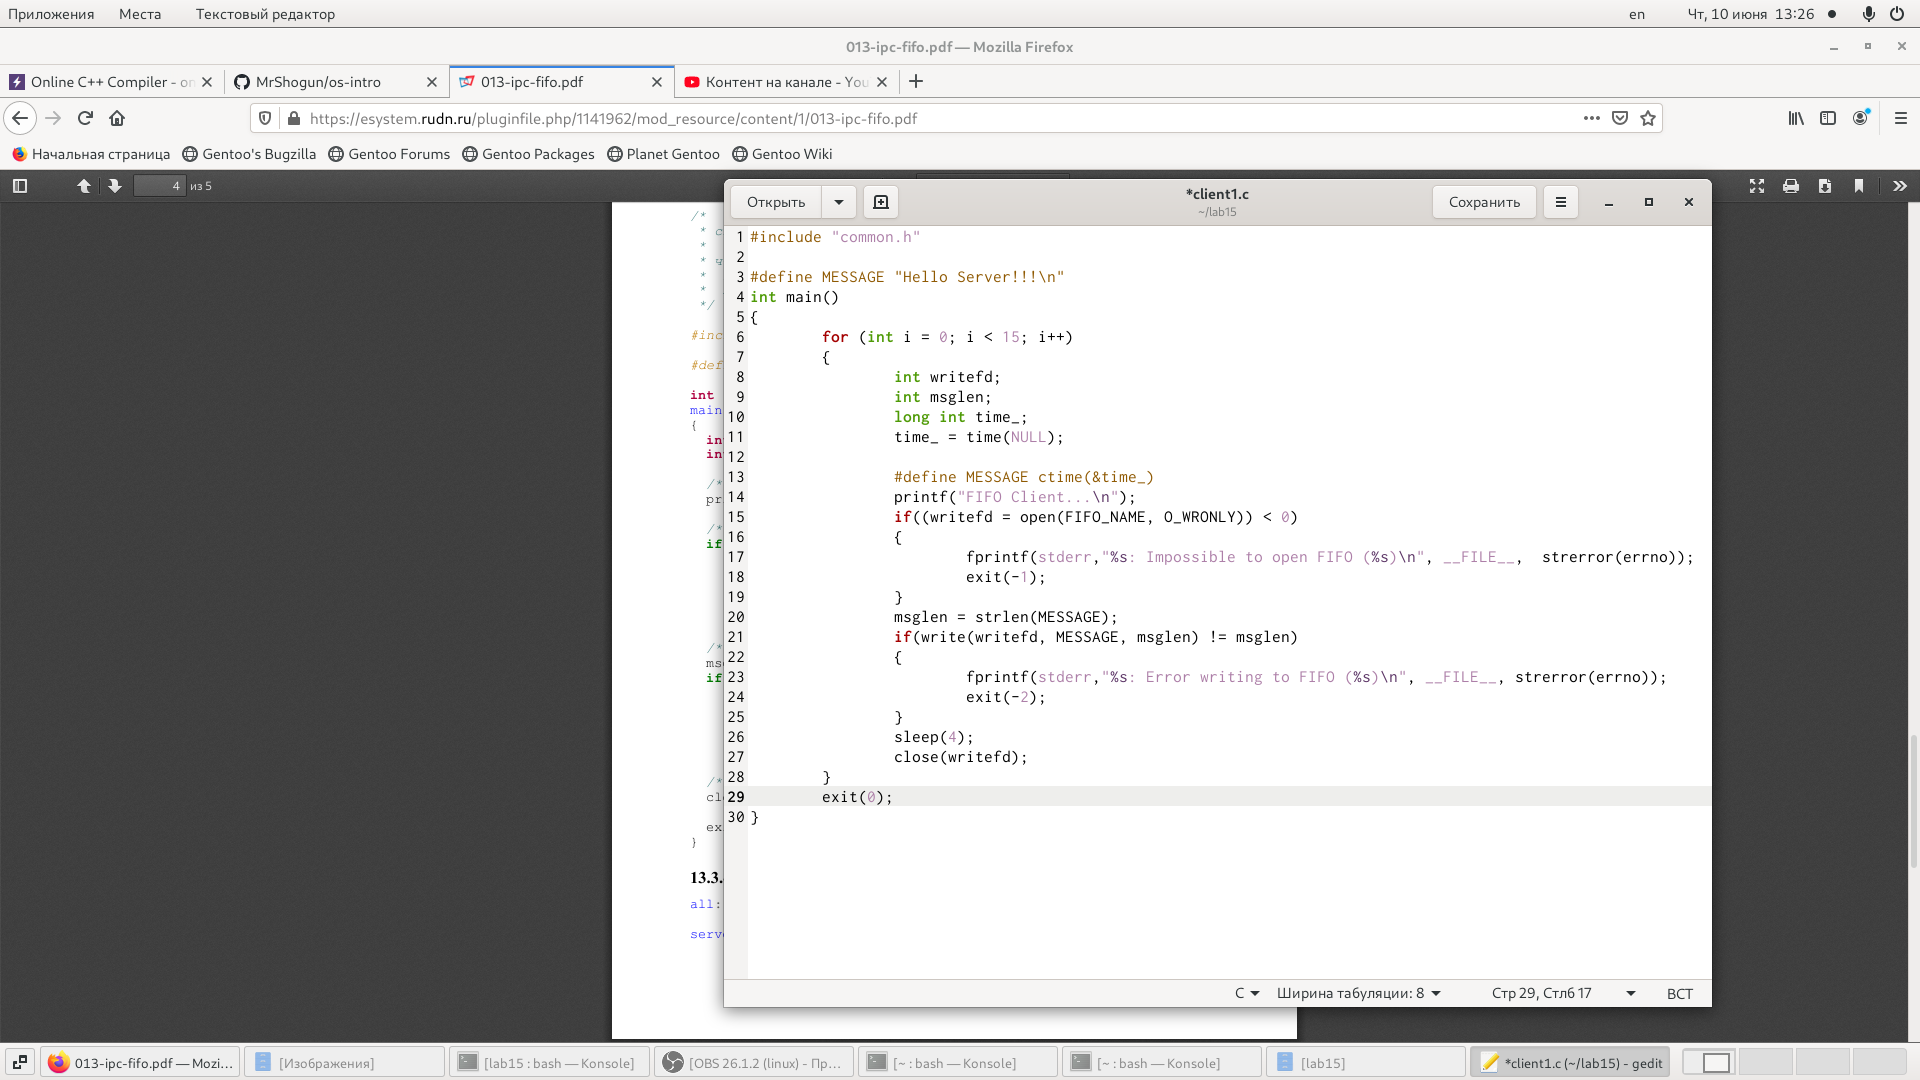 Приложения Места Текстовый редактор en Чт, 10 июня 13:26
013-ipc-fifo.pdf — Mozilla Firefox
Online C++ Compiler - on MrShogun/os-intro 013-ipc-fifo.pdf Контент на канале - You
https://esystem.rudn.ru/pluginfile.php/1141962/mod_resource/content/1/013-ipc-fifo.pdf
Начальная страница Gentoo's Bugzilla Gentoo Forums Gentoo Packages Planet Gentoo Gentoo Wiki
4 из 5
Открыть *client1.c Сохранить
~/lab15
1 #include "common.h"
2
3 #define MESSAGE "Hello Server!!!\n"
4 int main()
5 {
6 for (int i = 0; i < 15; i++)
7 {
8 int writefd;
9 int msglen;
10 long int time_;
11 time_ = time(NULL);
12
13 #define MESSAGE ctime(&time_)
14 printf("FIFO Client...\n");
15 if((writefd = open(FIFO_NAME, O_WRONLY)) < 0)
16 {
17 fprintf(stderr,"%s: Impossible to open FIFO (%s)\n", __FILE__,  strerror(errno));
18 exit(-1);
19 }
20 msglen = strlen(MESSAGE);
21 if(write(writefd, MESSAGE, msglen) != msglen)
22 {
23 fprintf(stderr,"%s: Error writing to FIFO (%s)\n", __FILE__, strerror(errno));
24 exit(-2);
25 }
26 sleep(4);
27 close(writefd);
28 }
29 exit(0);
30 }
/*
*
*
*
*
*/
int
main
{
/*
/*
if
/*
if
/*
}
13.3.
all:
C Ширина табуляции: 8 Стр 29, Стлб 17 ВСТ
013-ipc-fifo.pdf — Mozi... [Изображения] [lab15 : bash — Konsole] [OBS 26.1.2 (linux) - Пр... [~ : bash — Konsole] [~ : bash — Konsole] [lab15] *client1.c (~/lab15) - gedit